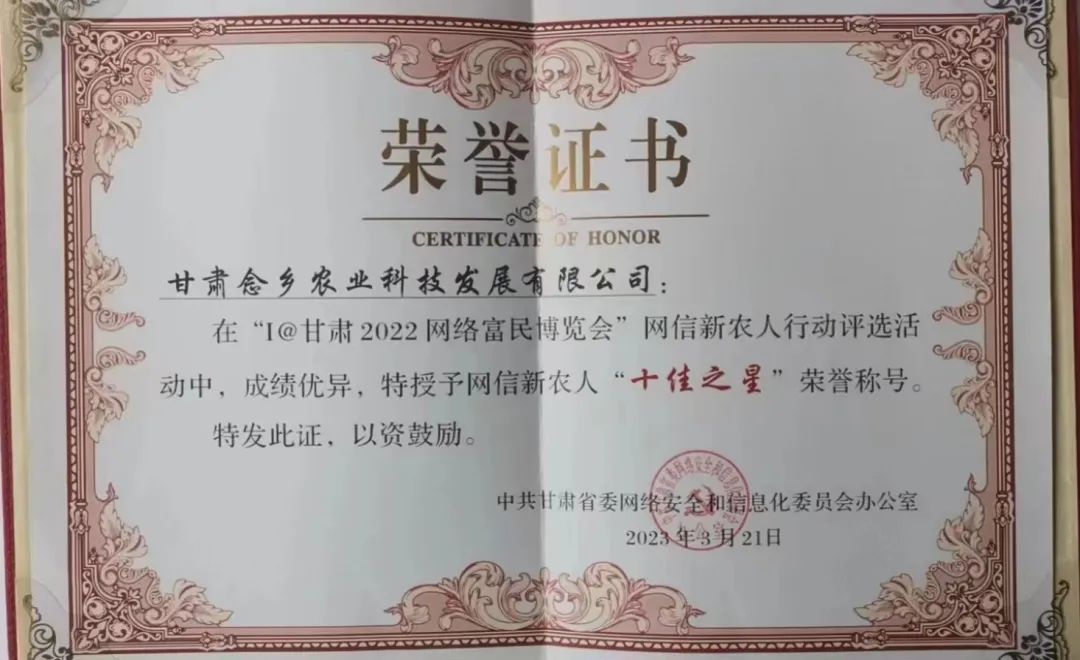 荣誉证书
CERTIFICATE OF HONOR
甘肃念乡农业科技发展有限公司：
在“I@甘肃2022网络富民博览会”网信新农人行动评选活
动中，成绩优异，特授予网信新农人“十佳之星”荣誉称号。
特发此证，以资鼓励。
中共甘肃省委网络安全和信息化委员会办公室
2023年3月21日